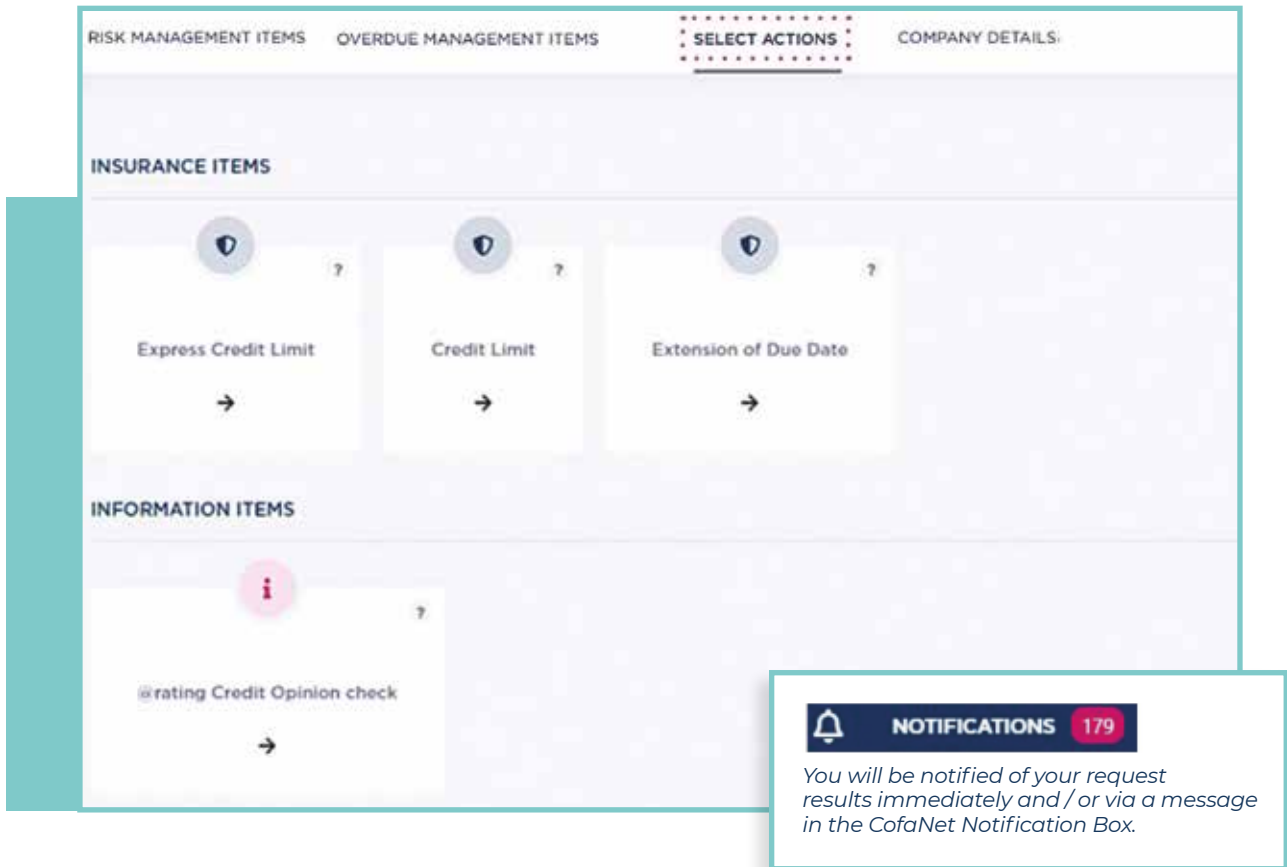 RISK MANAGEMENT ITEMS OVERDUE MANAGEMENT ITEMS SELECT ACTIONS COMPANY DETAILS
INSURANCE ITEMS
? ? ?
Express Credit Limit Credit Limit Extension of Due Date
INFORMATION ITEMS
i
?
@rating Credit Opinion check
NOTIFICATIONS 179
You will be notified of your request
results immediately and / or via a message
in the CofaNet Notification Box.